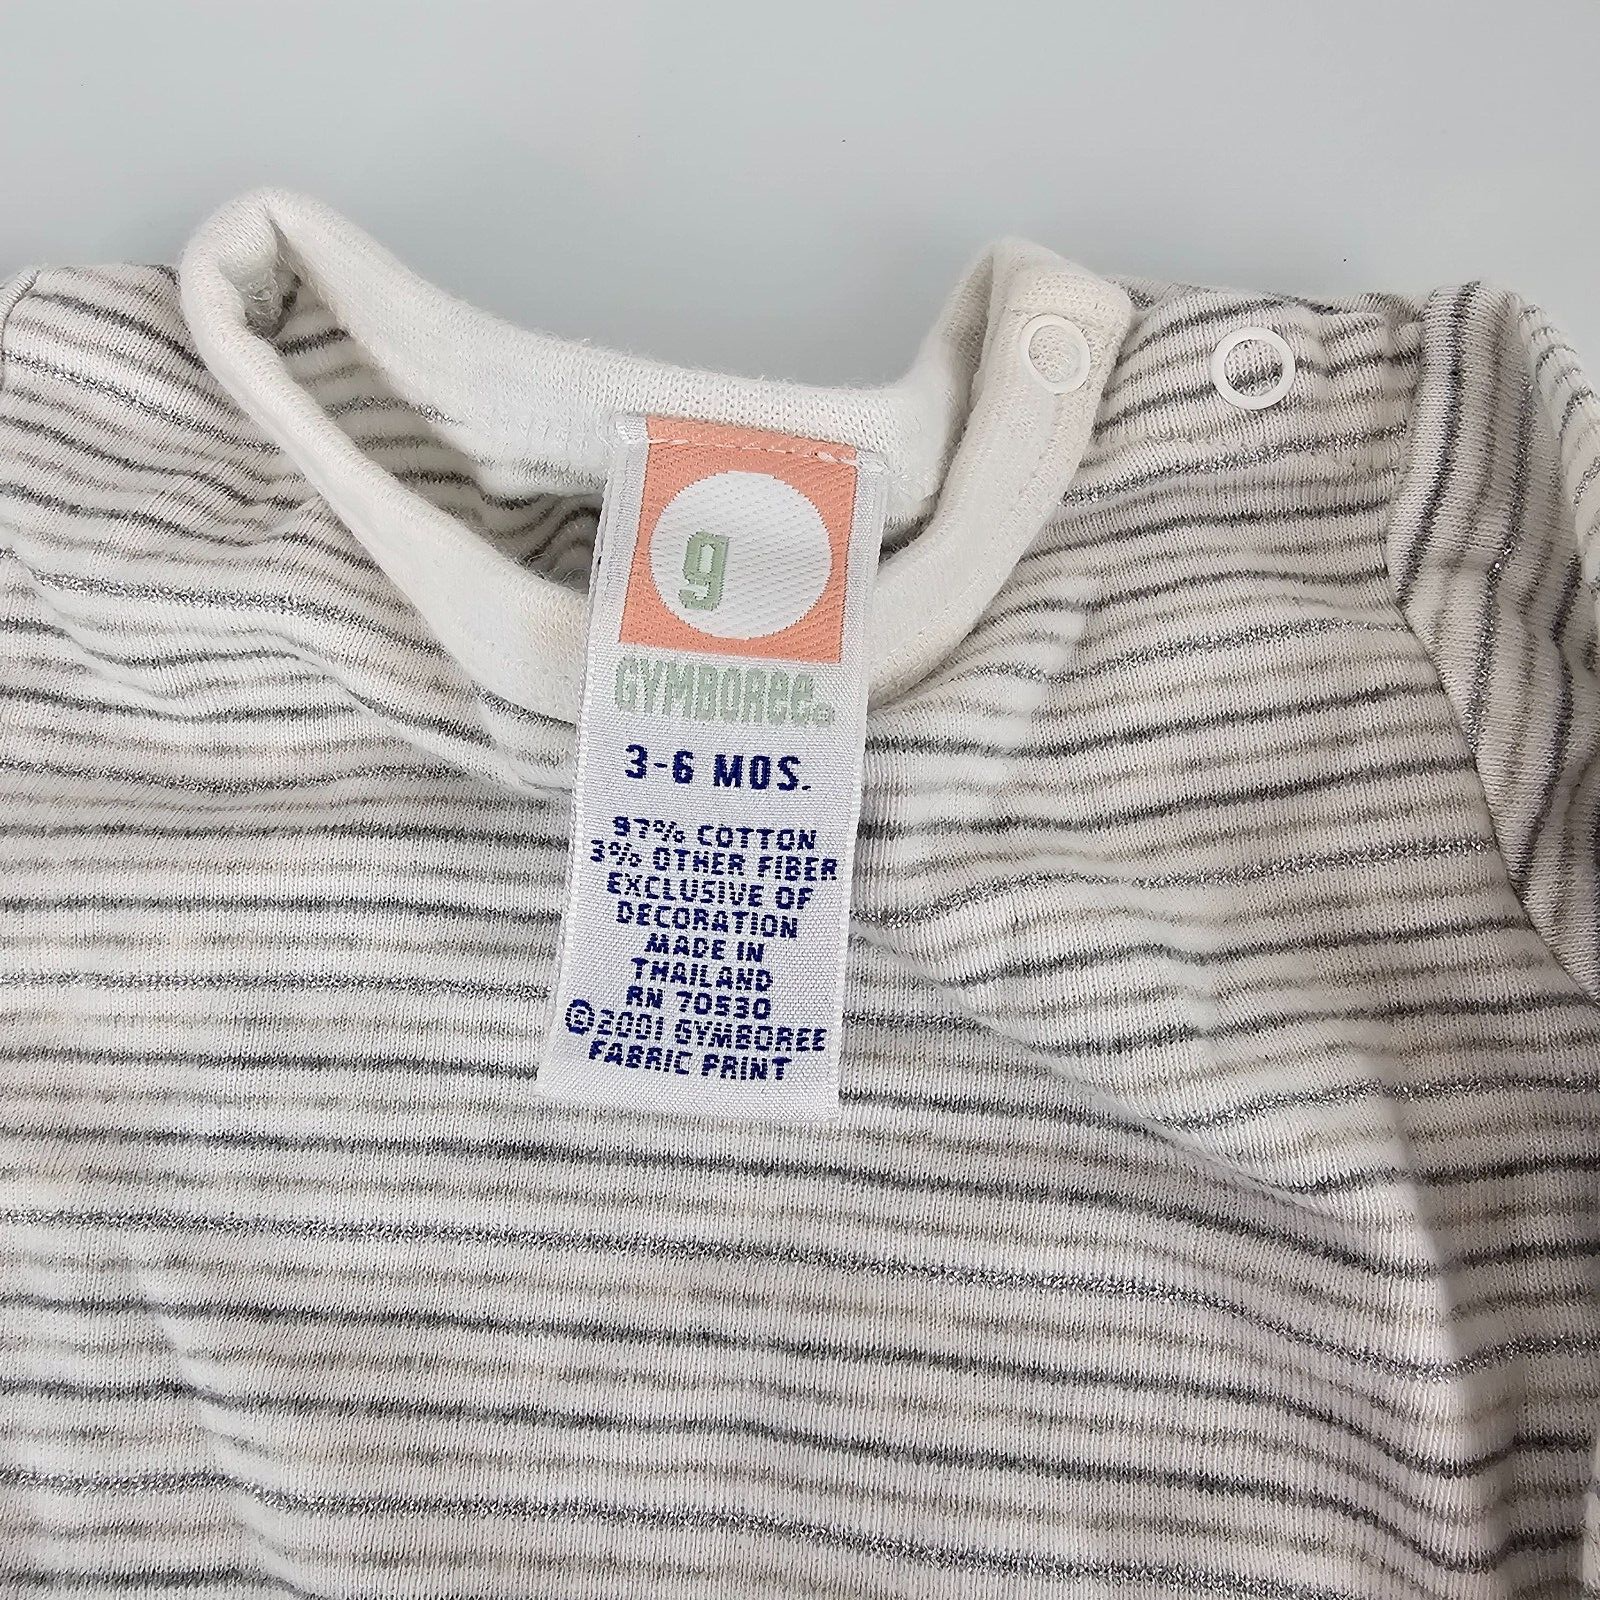 g
GYMBOREE®
3-6 MOS.
97% COTTON
3% OTHER FIBER
EXCLUSIVE OF
DECORATION
MADE IN
THAILAND
RN 70530
©2001 GYMBOREE
FABRIC PRINT